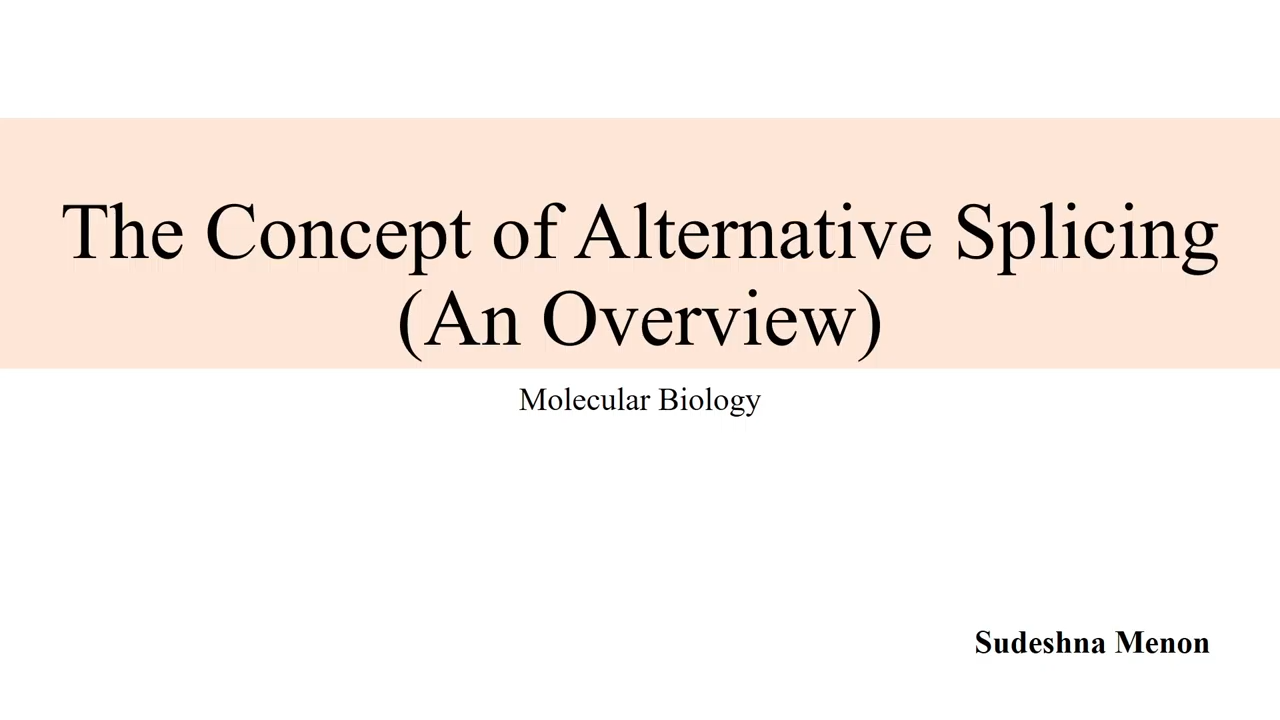 The Concept of Alternative Splicing
(An Overview)
Molecular Biology
Sudeshna Menon